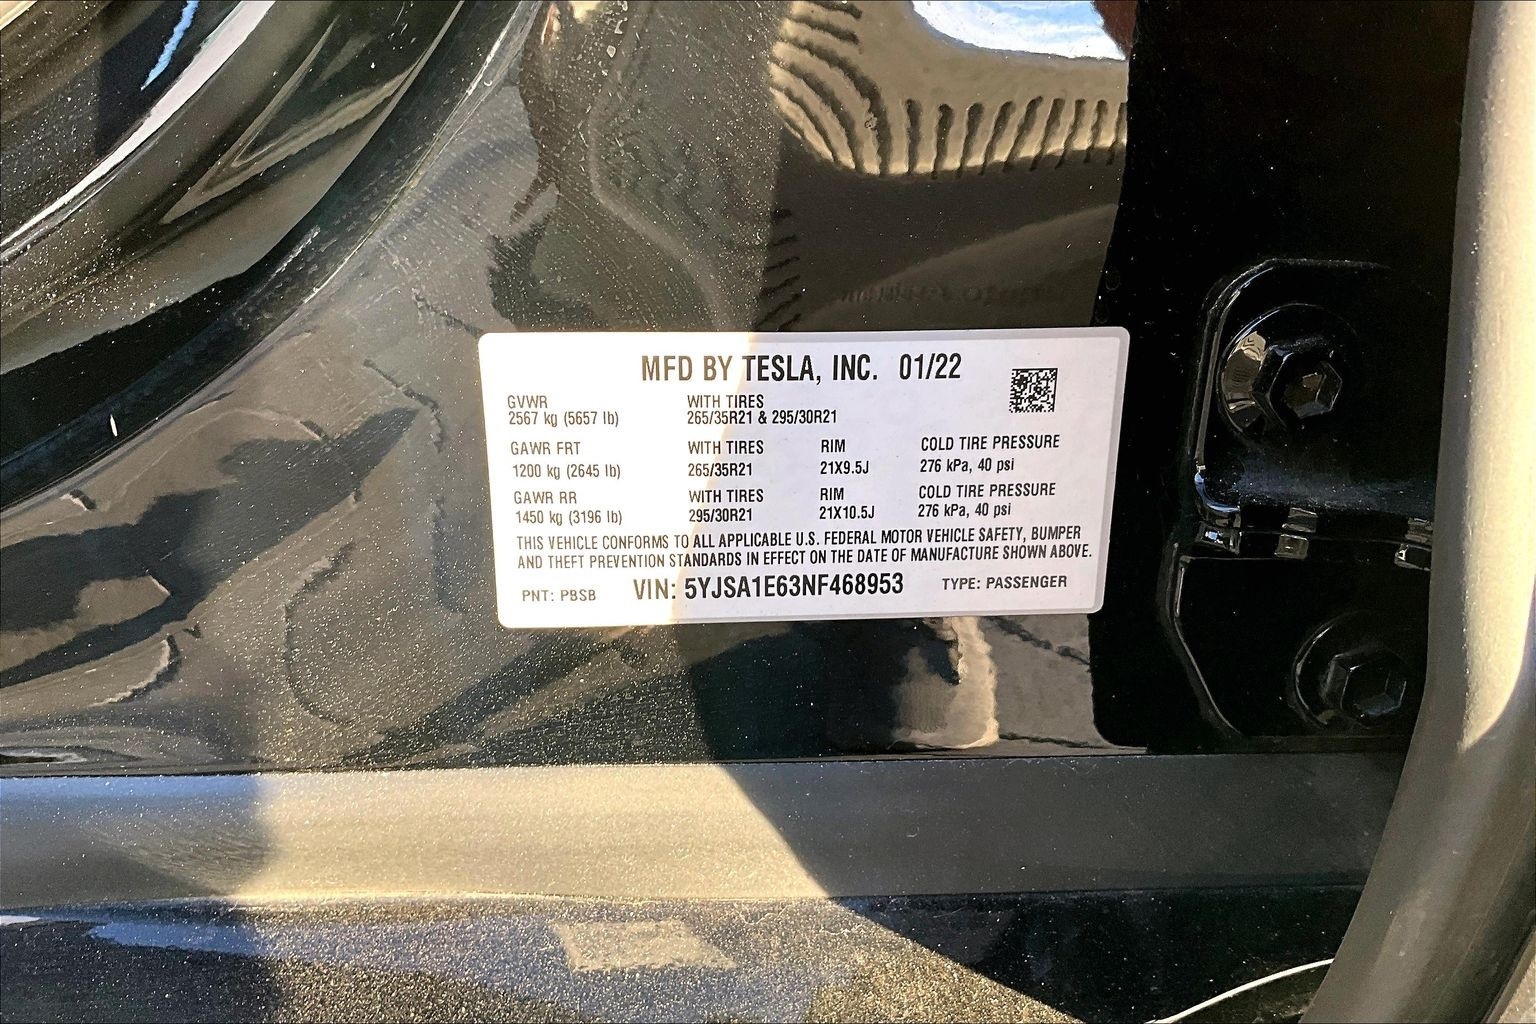 MFD BY TESLA, INC. 01/22
GVWR WITH TIRES
2567 kg (5657 lb) 265/35R21 & 295/30R21
GAWR FRT WITH TIRES RIM COLD TIRE PRESSURE
1200 kg (2645 lb) 265/35R21 21X9.5J 276 kPa, 40 psi
GAWR RR WITH TIRES RIM COLD TIRE PRESSURE
1450 kg (3196 lb) 295/30R21 21X10.5J 276 kPa, 40 psi
THIS VEHICLE CONFORMS TO ALL APPLICABLE U.S. FEDERAL MOTOR VEHICLE SAFETY, BUMPER
AND THEFT PREVENTION STANDARDS IN EFFECT ON THE DATE OF MANUFACTURE SHOWN ABOVE.
PNT: PBSB VIN: 5YJSA1E63NF468953 TYPE: PASSENGER